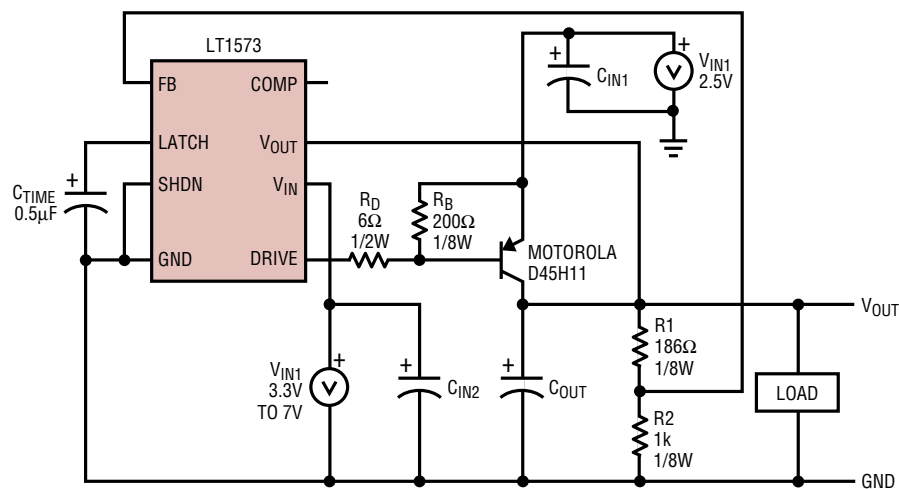 LT1573
FB
COMP
LATCH
VOUT
SHDN
VIN
GND
DRIVE
+
CTIME
0.5µF
RD
6Ω
1/2W
RB
200Ω
1/8W
+
CIN1
+
VIN1
2.5V
V
MOTOROLA
D45H11
VOUT
R1
186Ω
1/8W
+
VIN1
3.3V
TO 7V
V
+
CIN2
+
COUT
LOAD
R2
1k
1/8W
GND